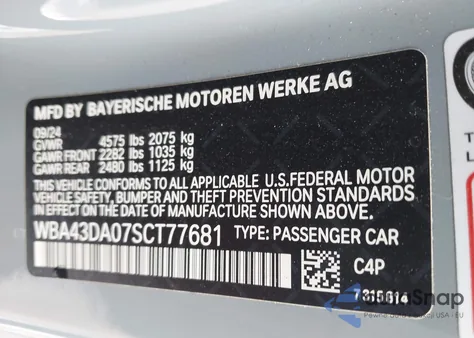 MFD BY BAYERISCHE MOTOREN WERKE AG
09/24
GVWR 4575 lbs 2075 kg
GAWR FRONT 2282 lbs 1035 kg
GAWR REAR 2480 lbs 1125 kg
THIS VEHICLE CONFORMS TO ALL APPLICABLE U.S.FEDERAL MOTOR
VEHICLE SAFETY, BUMPER AND THEFT PREVENTION STANDARDS
IN EFFECT ON THE DATE OF MANUFACTURE SHOWN ABOVE.
WBA43DA07SCT77681 TYPE: PASSENGER CAR
C4P